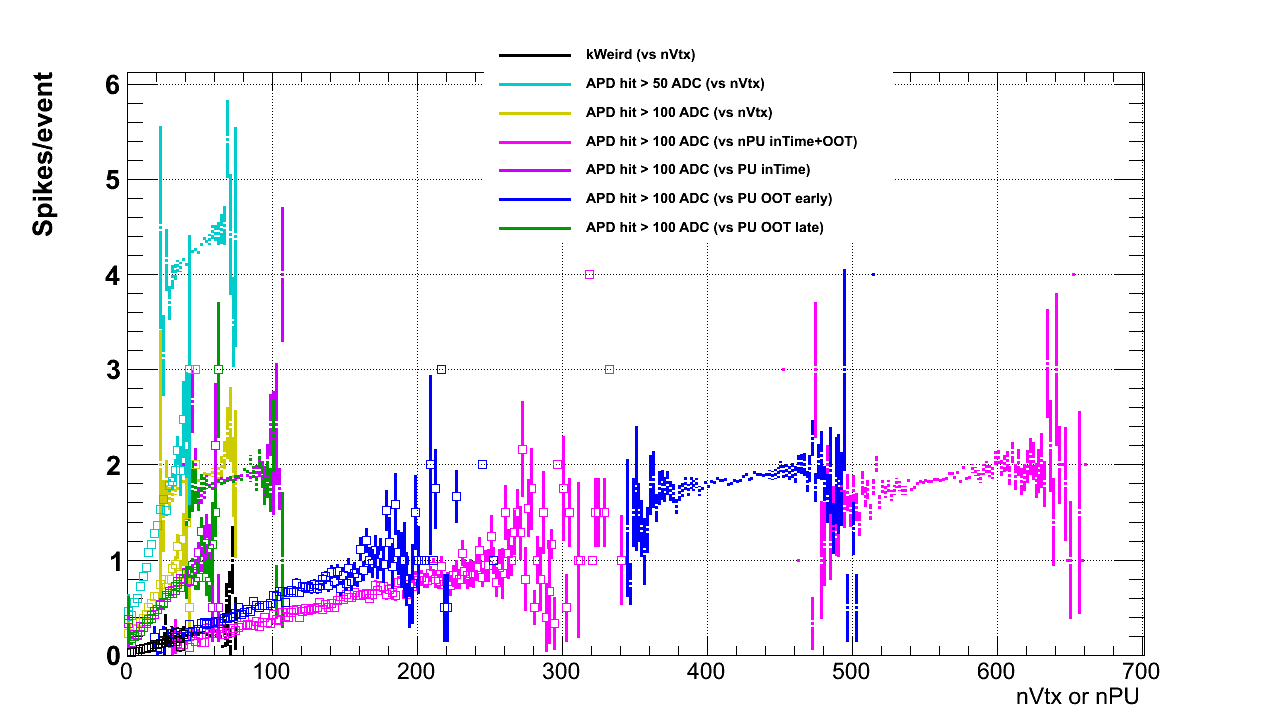 kWeird (vs nVtx)
APD hit > 50 ADC (vs nVtx)
APD hit > 100 ADC (vs nVtx)
APD hit > 100 ADC (vs nPU inTime+OOT)
APD hit > 100 ADC (vs PU inTime)
APD hit > 100 ADC (vs PU OOT early)
APD hit > 100 ADC (vs PU OOT late)
Spikes/event
6
5
4
3
2
1
0
0 100 200 300 400 500 600 700
nVtx or nPU